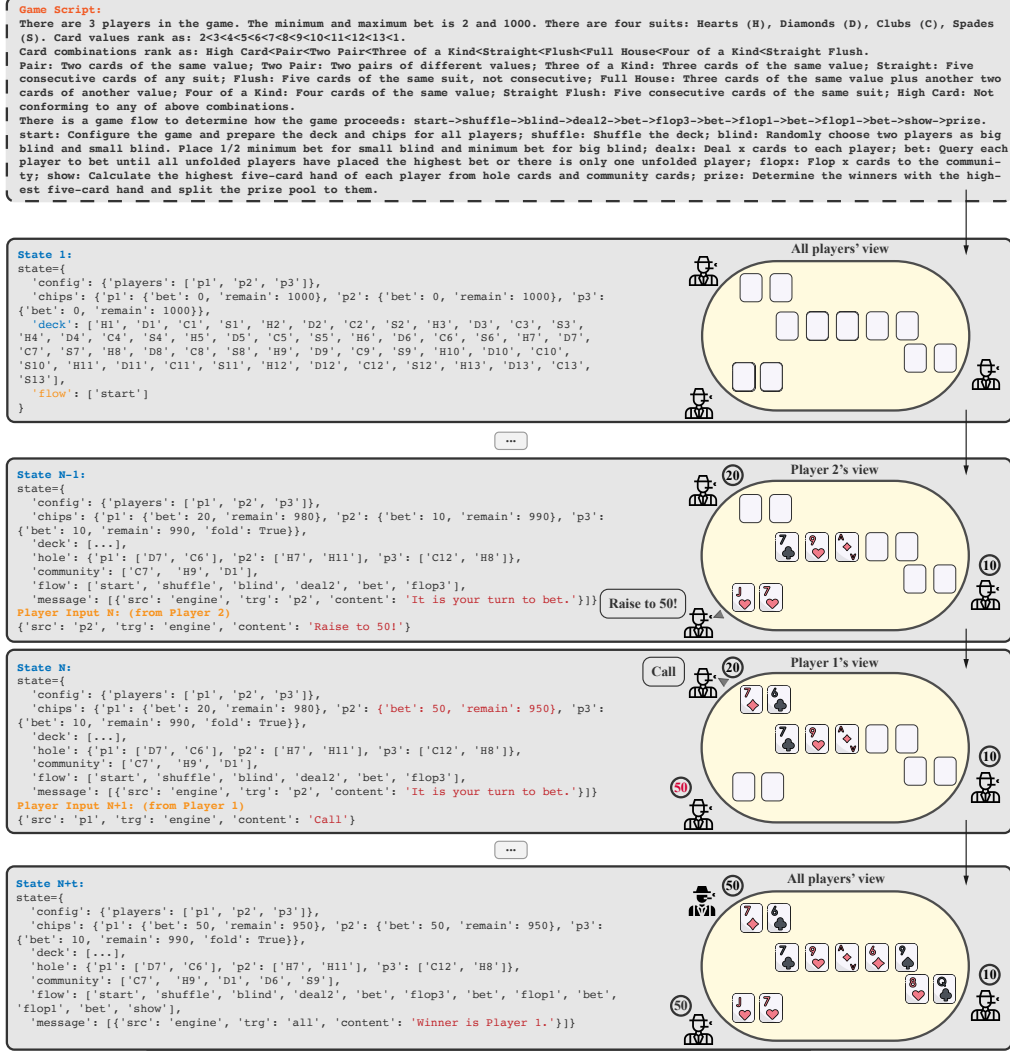 Game Script:
There are 3 players in the game. The minimum and maximum bet is 2 and 1000. There are four suits: Hearts (H), Diamonds (D), Clubs (C), Spades
(S). Card values rank as: 2<3<4<5<6<7<8<9<10<11<12<13<1.
Card combinations rank as: High Card<Pair<Two Pair<Three of a Kind<Straight<Flush<Full House<Four of a Kind<Straight Flush.
Pair: Two cards of the same value; Two Pair: Two pairs of different values; Three of a Kind: Three cards of the same value; Straight: Five
consecutive cards of any suit; Flush: Five cards of the same suit, not consecutive; Full House: Three cards of the same value plus another two
cards of another value; Four of a Kind: Four cards of the same value; Straight Flush: Five consecutive cards of the same suit; High Card: Not
conforming to any of above combinations.
There is a game flow to determine how the game proceeds: start->shuffle->blind->deal2->bet->flop3->bet->flop1->bet->flop1->bet->show->prize.
start: Configure the game and prepare the deck and chips for all players; shuffle: Shuffle the deck; blind: Randomly choose two players as big
blind and small blind. Place 1/2 minimum bet for small blind and minimum bet for big blind; dealx: Deal x cards to each player; bet: Query each
player to bet until all unfolded players have placed the highest bet or there is only one unfolded player; flopx: Flop x cards to the communi-
ty; show: Calculate the highest five-card hand of each player from hole cards and community cards; prize: Determine the winners with the high-
est five-card hand and split the prize pool to them.
State 1:
state={
'config': {'players': ['p1', 'p2', 'p3']},
'chips': {'p1': {'bet': 0, 'remain': 1000}, 'p2': {'bet': 0, 'remain': 1000}, 'p3':
{'bet': 0, 'remain': 1000}},
'deck': ['H1', 'D1', 'C1', 'S1', 'H2', 'D2', 'C2', 'S2', 'H3', 'D3', 'C3', 'S3',
'H4', 'D4', 'C4', 'S4', 'H5', 'D5', 'C5', 'S5', 'H6', 'D6', 'C6', 'S6', 'H7', 'D7',
'C7', 'S7', 'H8', 'D8', 'C8', 'S8', 'H9', 'D9', 'C9', 'S9', 'H10', 'D10', 'C10',
'S10', 'H11', 'D11', 'C11', 'S11', 'H12', 'D12', 'C12', 'S12', 'H13', 'D13', 'C13',
'S13'],
'flow': ['start']
}
All players' view
...
State N-1:
state={
'config': {'players': ['p1', 'p2', 'p3']},
'chips': {'p1': {'bet': 20, 'remain': 980}, 'p2': {'bet': 10, 'remain': 990}, 'p3':
{'bet': 10, 'remain': 990, 'fold': True}},
'deck': [...],
'hole': {'p1': ['D7', 'C6'], 'p2': ['H7', 'H11'], 'p3': ['C12', 'H8']},
'community': ['C7', 'H9', 'D1'],
'flow': ['start', 'shuffle', 'blind', 'deal2', 'bet', 'flop3'],
'message': [{'src': 'engine', 'trg': 'p2', 'content': 'It is your turn to bet.'}]}
Player Input N: (from Player 2)
{'src': 'p2', 'trg': 'engine', 'content': 'Raise to 50!'}
Player 2's view
20
7 9 A A
10
J 7
Raise to 50!
State N:
state={
'config': {'players': ['p1', 'p2', 'p3']},
'chips': {'p1': {'bet': 20, 'remain': 980}, 'p2': {'bet': 50, 'remain': 950}, 'p3':
{'bet': 10, 'remain': 990, 'fold': True}},
'deck': [...],
'hole': {'p1': ['D7', 'C6'], 'p2': ['H7', 'H11'], 'p3': ['C12', 'H8']},
'community': ['C7', 'H9', 'D1'],
'flow': ['start', 'shuffle', 'blind', 'deal2', 'bet', 'flop3'],
'message': [{'src': 'engine', 'trg': 'p2', 'content': 'It is your turn to bet.'}]}
Player Input N+1: (from Player 1)
{'src': 'p1', 'trg': 'engine', 'content': 'Call'}
Player 1's view
Call
20
7 6
7 9 A A
10
50
...
State N+t:
state={
'config': {'players': ['p1', 'p2', 'p3']},
'chips': {'p1': {'bet': 50, 'remain': 950}, 'p2': {'bet': 50, 'remain': 950}, 'p3':
{'bet': 10, 'remain': 990, 'fold': True}},
'deck': [...],
'hole': {'p1': ['D7', 'C6'], 'p2': ['H7', 'H11'], 'p3': ['C12', 'H8']},
'community': ['C7', 'H9', 'D1', 'D6', 'S9'],
'flow': ['start', 'shuffle', 'blind', 'deal2', 'bet', 'flop3', 'bet', 'flop1', 'bet',
'flop1', 'bet', 'show'],
'message': [{'src': 'engine', 'trg': 'all', 'content': 'Winner is Player 1.'}]}
All players' view
50
7 6
7 9 A A 6 9
8 Q
10
J 7
50